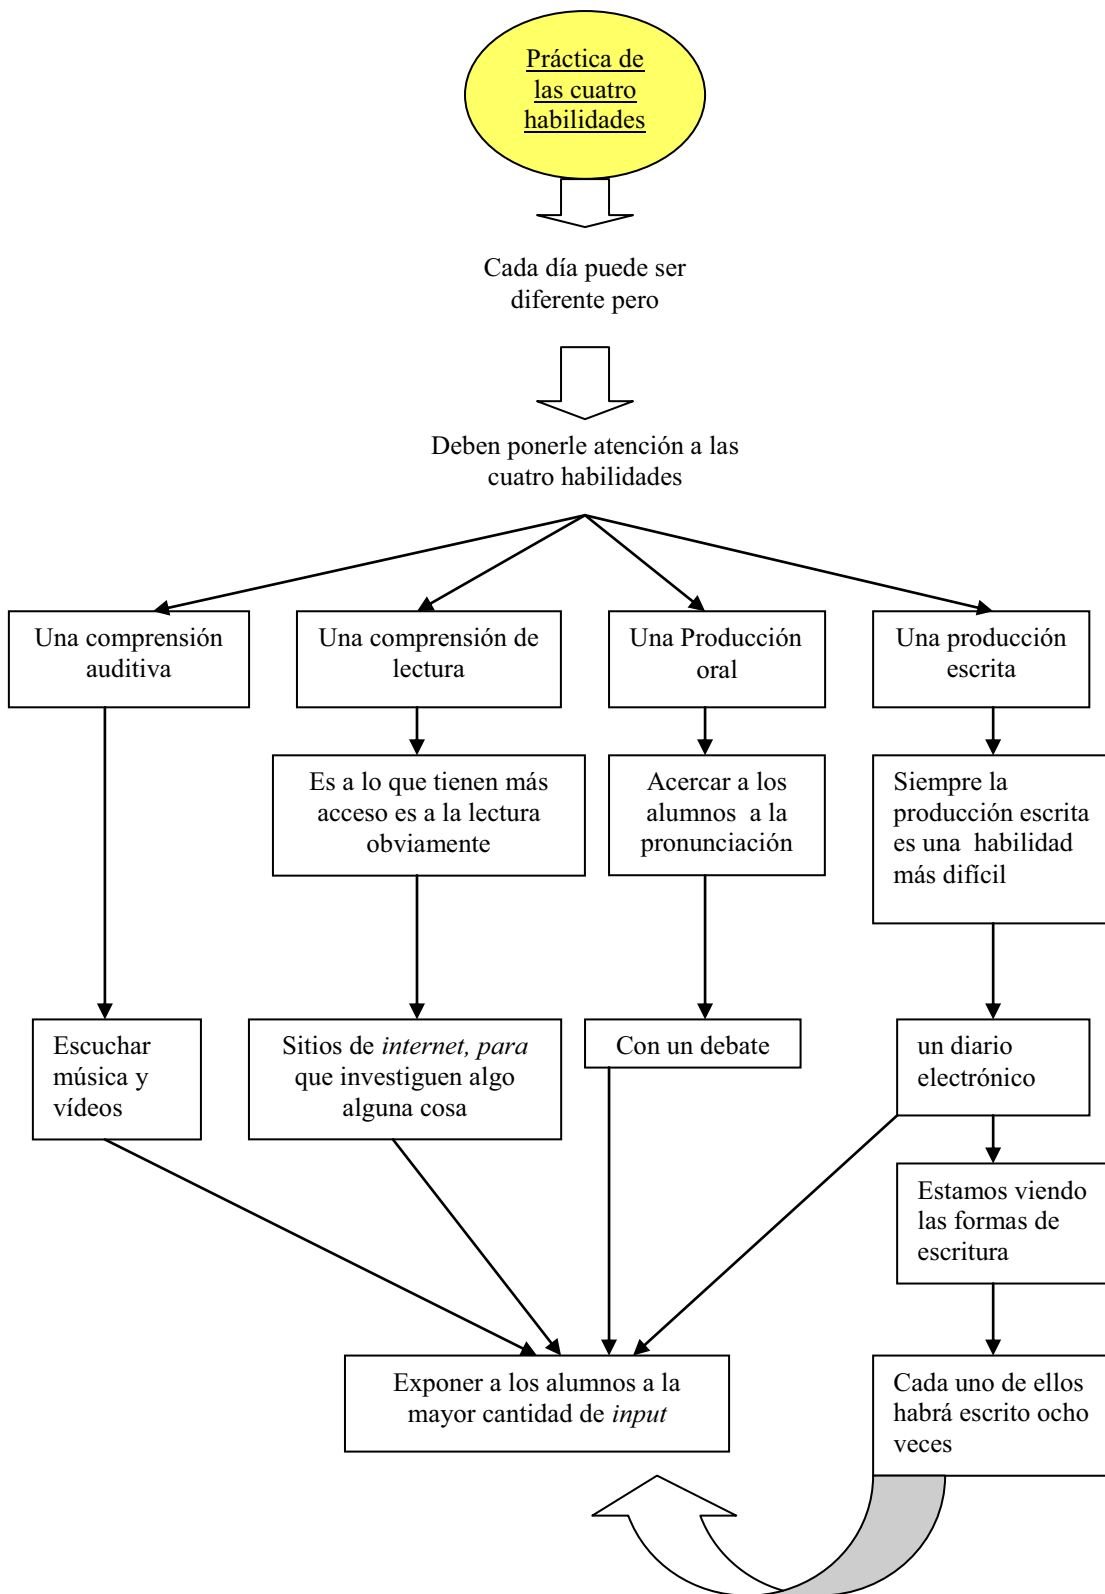 Práctica de
las cuatro
habilidades
Cada día puede ser
diferente pero
Deben ponerle atención a las
cuatro habilidades
Una comprensión
auditiva
Una comprensión de
lectura
Una Producción
oral
Una producción
escrita
Es a lo que tienen más
acceso es a la lectura
obviamente
Acercar a los
alumnos  a la
pronunciación
Siempre la
producción escrita
es una  habilidad
más difícil
Escuchar
música y
vídeos
Sitios de internet, para
que investiguen algo
alguna cosa
Con un debate
un diario
electrónico
Estamos viendo
las formas de
escritura
Exponer a los alumnos a la
mayor cantidad de input
Cada uno de ellos
habrá escrito ocho
veces